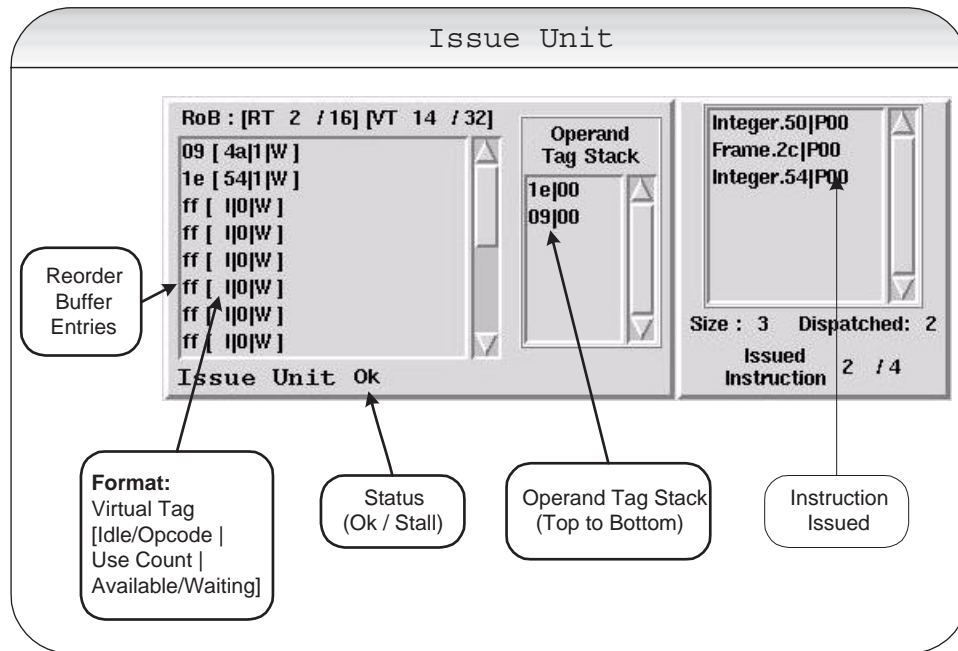 Issue Unit
RoB : [RT 2 / 16] [VT 14 / 32]
09 [ 4a|1|W ]
1e [ 54|1|W ]
ff [ I|0|W ]
ff [ I|0|W ]
ff [ I|0|W ]
ff [ I|0|W ]
ff [ I|0|W ]
ff [ I|0|W ]
Issue Unit Ok
Operand
Tag Stack
1e|00
09|00
Integer.50|P00
Frame.2c|P00
Integer.54|P00
Size : 3 Dispatched: 2
Issued
Instruction 2 / 4
Reorder
Buffer
Entries
Format:
Virtual Tag
[Idle/Opcode |
Use Count |
Available/Waiting]
Status
(Ok / Stall)
Operand Tag Stack
(Top to Bottom)
Instruction
Issued